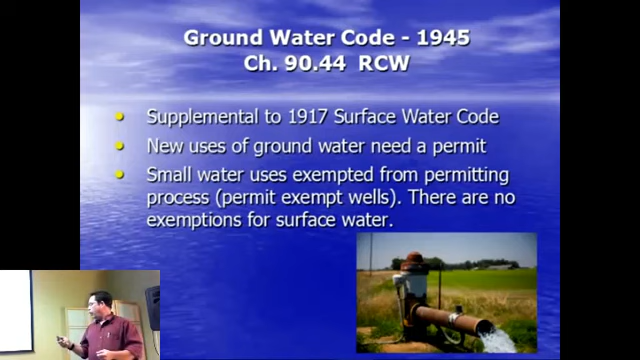 Ground Water Code - 1945
Ch. 90.44 RCW
Supplemental to 1917 Surface Water Code
New uses of ground water need a permit
Small water uses exempted from permitting
process (permit exempt wells). There are no
exemptions for surface water.